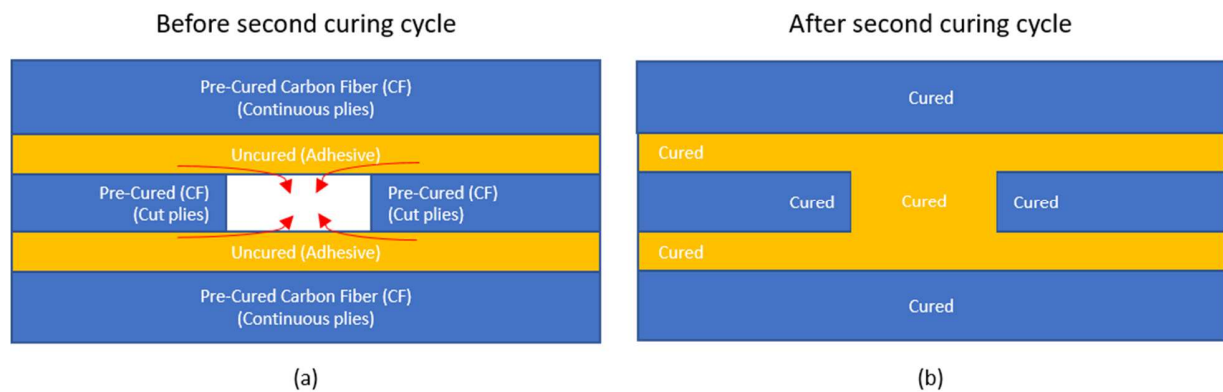 Before second curing cycle
After second curing cycle
Pre-Cured Carbon Fiber (CF)
(Continuous plies)
Uncured (Adhesive)
Pre-Cured (CF)
(Cut plies)
Pre-Cured (CF)
(Cut plies)
Uncured (Adhesive)
Pre-Cured Carbon Fiber (CF)
(Continuous plies)
(a)
Cured
Cured
Cured
Cured
Cured
Cured
Cured
(b)